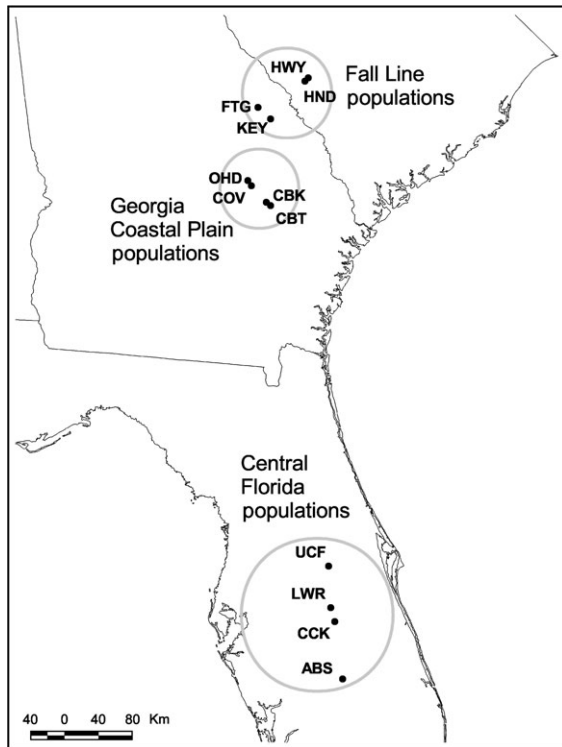 HWY
HND
Fall Line
populations
FTG
KEY
OHD
COV
CBK
CBT
Georgia
Coastal Plain
populations
Central
Florida
populations
UCF
LWR
CCK
ABS
40 0 40 80 Km